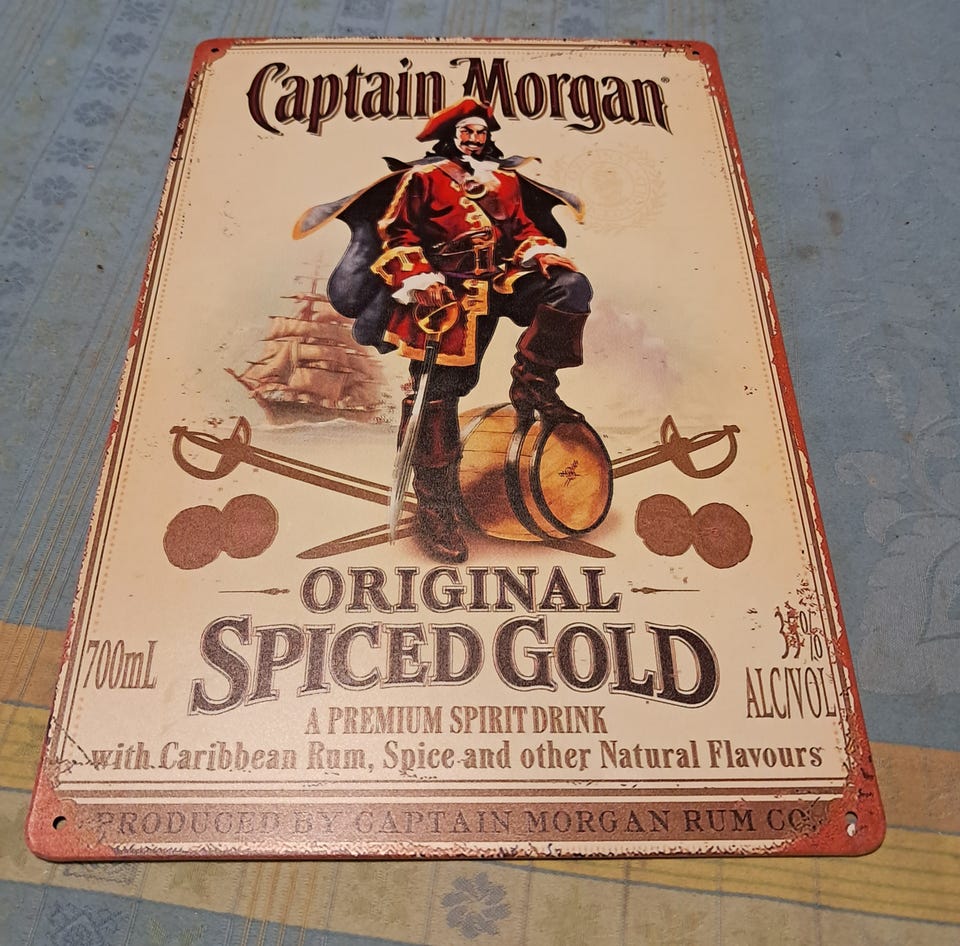 Captain Morgan®
ORIGINAL
SPICED GOLD
700mL
%
ALC/VOL
A PREMIUM SPIRIT DRINK
with Caribbean Rum, Spice and other Natural Flavours
PRODUCED BY CAPTAIN MORGAN RUM CO.